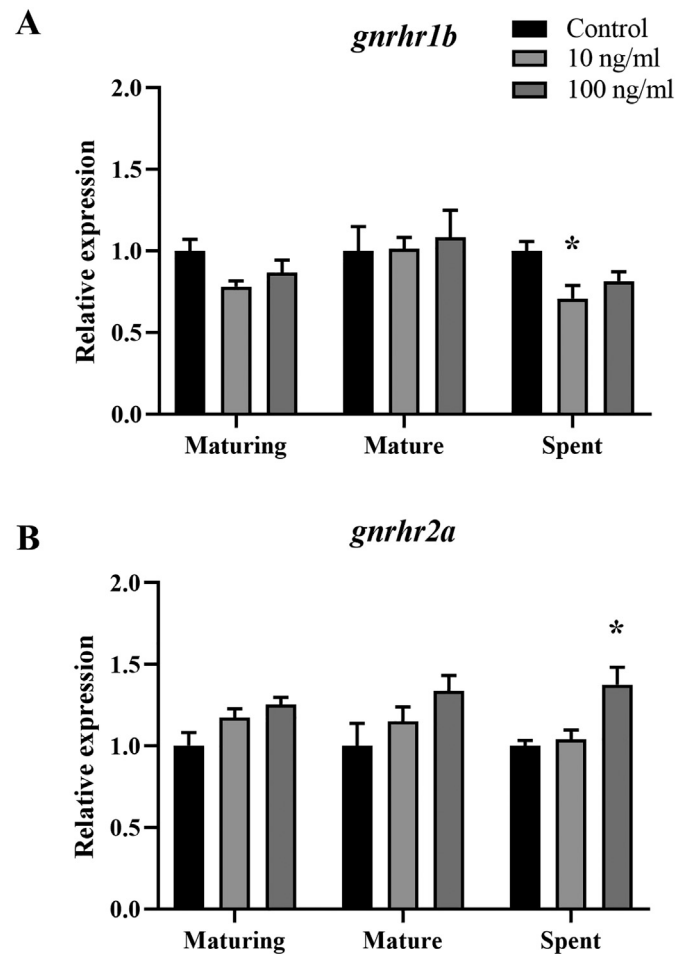 A
gnrhr1b
Control
10 ng/ml
100 ng/ml
Relative expression
2.0
1.5
1.0
0.5
0.0
*
Maturing Mature Spent
B
gnrhr2a
Relative expression
2.0
1.5
1.0
0.5
0.0
*
Maturing Mature Spent